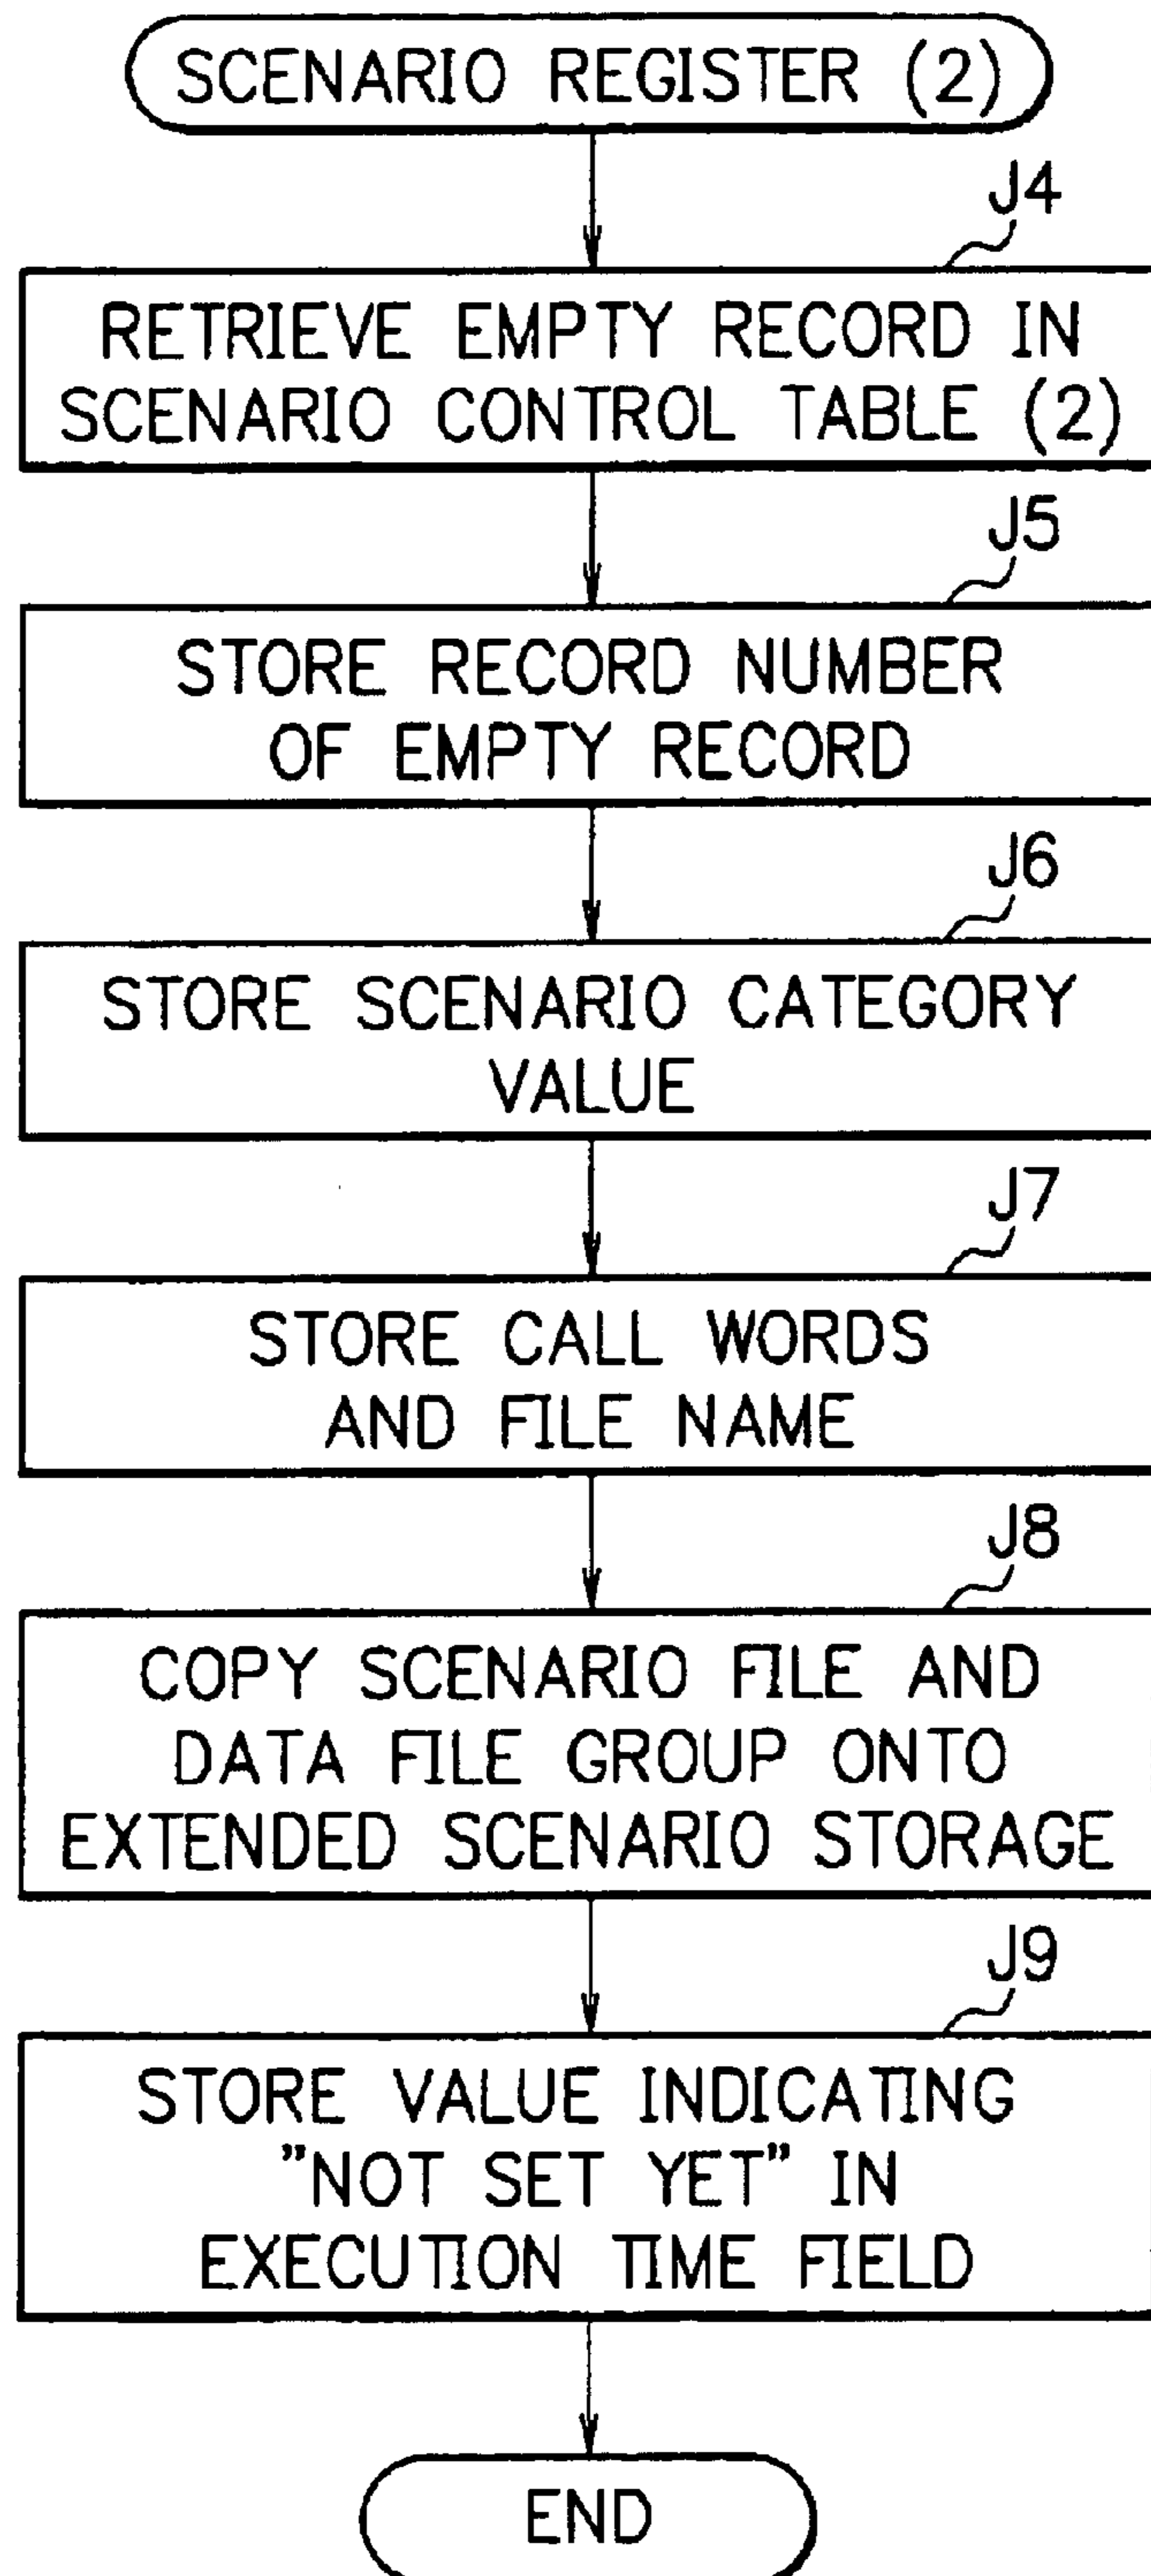 SCENARIO REGISTER (2)
J4
RETRIEVE EMPTY RECORD IN
SCENARIO CONTROL TABLE (2)
J5
STORE RECORD NUMBER
OF EMPTY RECORD
J6
STORE SCENARIO CATEGORY
VALUE
J7
STORE CALL WORDS
AND FILE NAME
J8
COPY SCENARIO FILE AND
DATA FILE GROUP ONTO
EXTENDED SCENARIO STORAGE
J9
STORE VALUE INDICATING
"NOT SET YET" IN
EXECUTION TIME FIELD
END